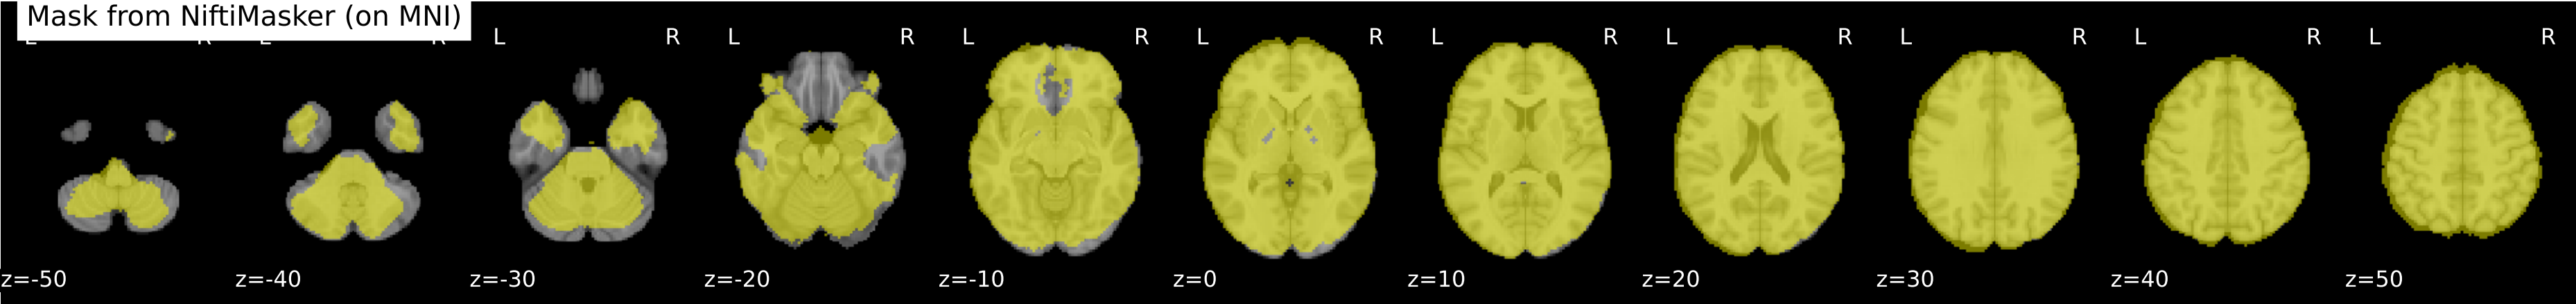 Mask from NiftiMasker (on MNI)
L R L R L R L R L R L R L R L R L R L R L R
z=-50 z=-40 z=-30 z=-20 z=-10 z=0 z=10 z=20 z=30 z=40 z=50